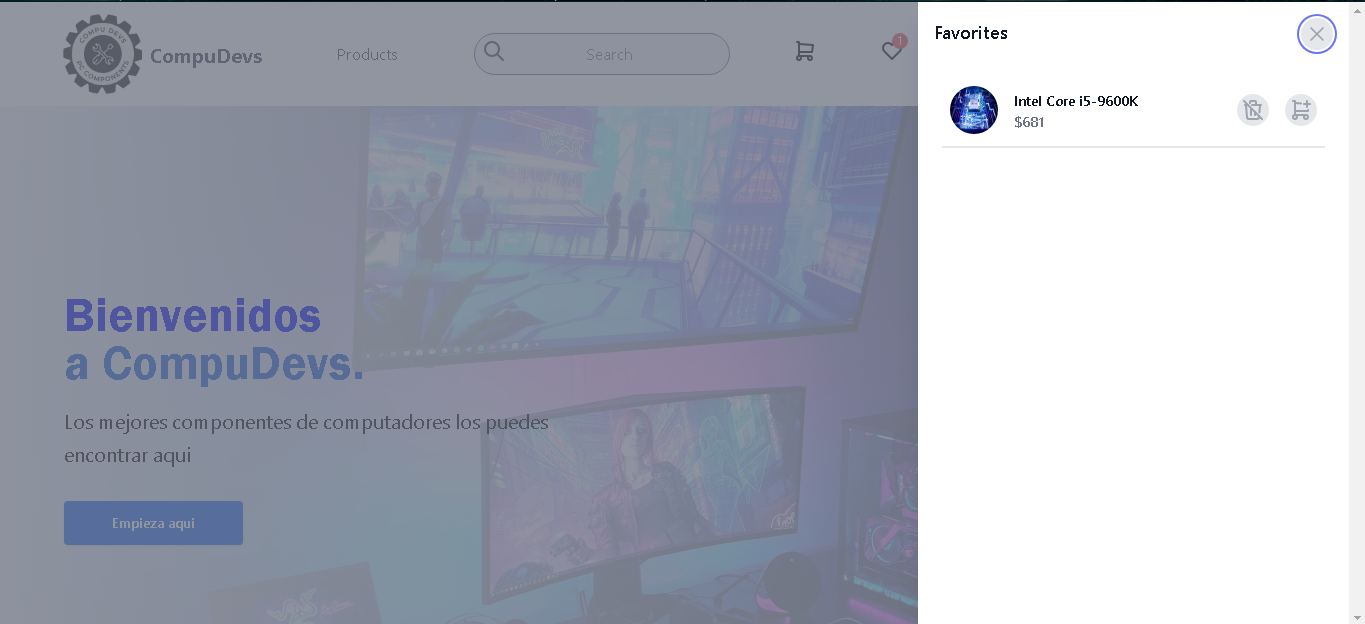 COMPU DEVS
PC COMPONENTS
CompuDevs
Products
Search
1
Favorites
Intel Core i5-9600K
$681
Bienvenidos
a CompuDevs.
Los mejores componentes de computadores los puedes
encontrar aqui
Empieza aqui